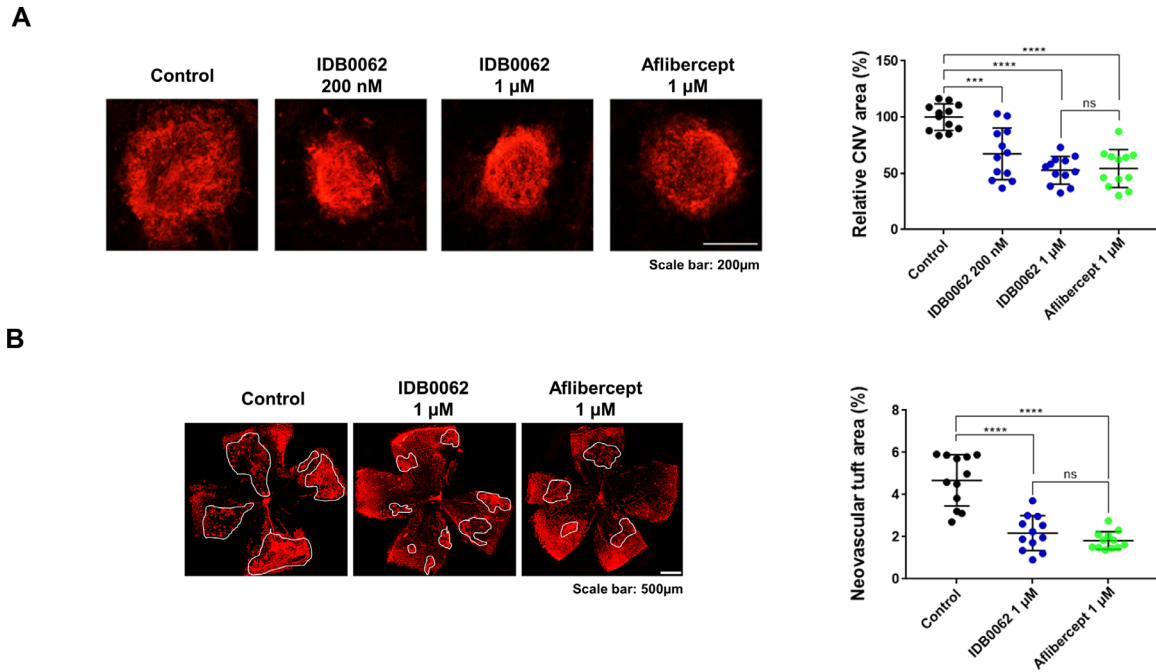 A
Control
IDB0062
200 nM
IDB0062
1 µM
Aflibercept
1 µM
Scale bar: 200µm
Relative CNV area (%)
150
100
50
0
****
****
***
ns
Control
IDB0062 200 nM
IDB0062 1 µM
Aflibercept 1 µM
B
Control
IDB0062
1 µM
Aflibercept
1 µM
Scale bar: 500µm
Neovascular tuft area (%)
8
6
4
2
0
****
****
ns
Control
IDB0062 1 µM
Aflibercept 1 µM